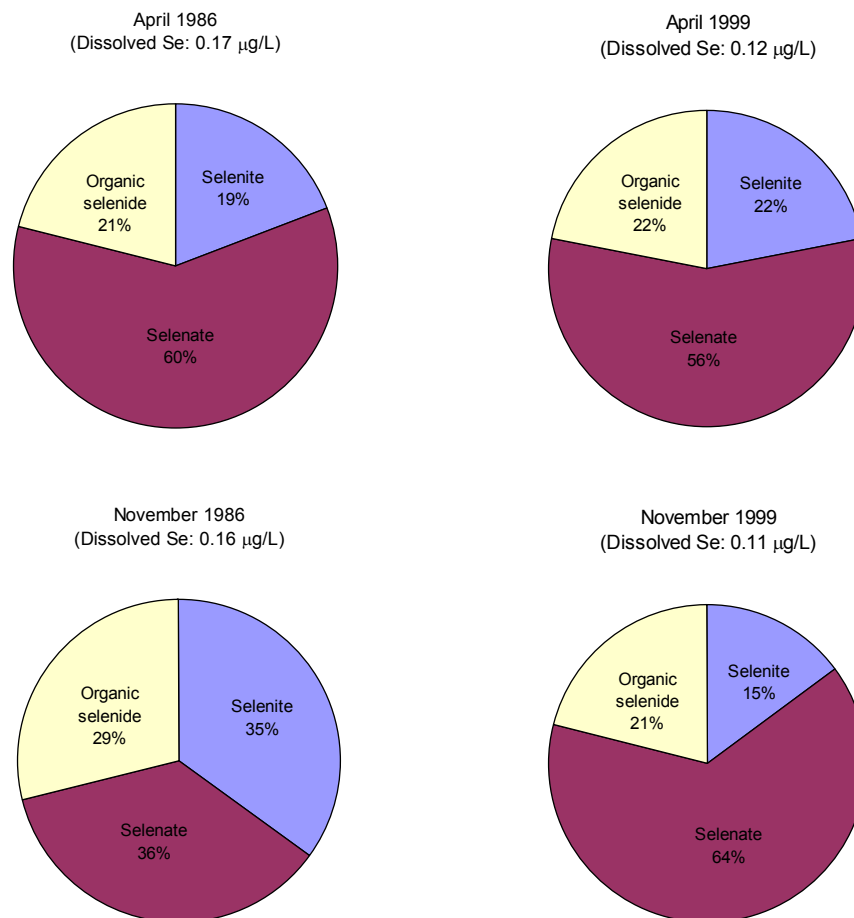 April 1986
(Dissolved Se: 0.17 μg/L)
Organic
selenide
21%
Selenite
19%
Selenate
60%
April 1999
(Dissolved Se: 0.12 μg/L)
Organic
selenide
22%
Selenite
22%
Selenate
56%
November 1986
(Dissolved Se: 0.16 μg/L)
Organic
selenide
29%
Selenite
35%
Selenate
36%
November 1999
(Dissolved Se: 0.11 μg/L)
Organic
selenide
21%
Selenite
15%
Selenate
64%